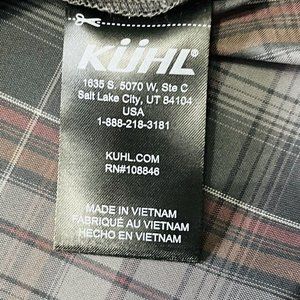 KÜHL
1635 S. 5070 W, Ste C
Salt Lake City, UT 84104
USA
1-888-218-3181
KUHL.COM
RN#108846
MADE IN VIETNAM
FABRIQUÉ AU VIETNAM
HECHO EN VIETNAM